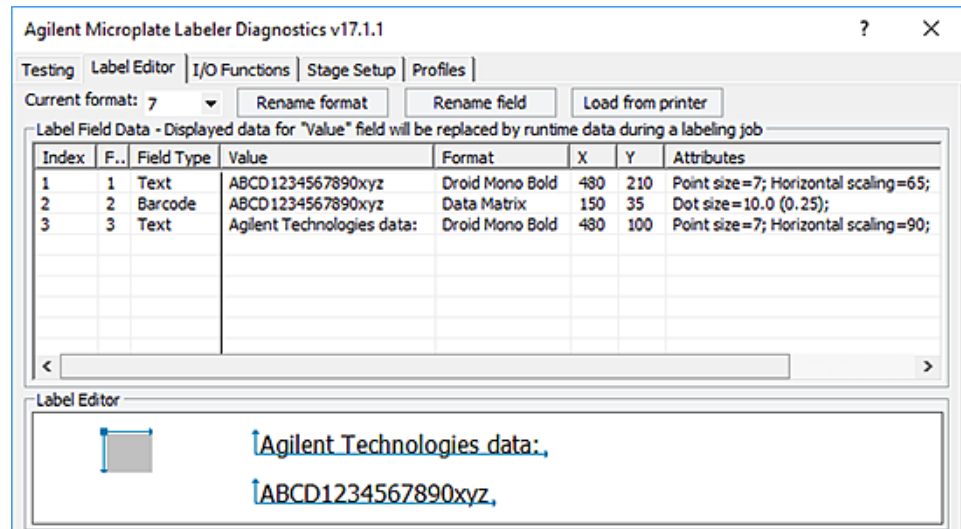 Agilent Microplate Labeler Diagnostics v17.1.1 ? ×
Testing Label Editor I/O Functions Stage Setup Profiles
Current format: 7 Rename format Rename field Load from printer
Label Field Data - Displayed data for "Value" field will be replaced by runtime data during a labeling job
Index F.. Field Type Value Format X Y Attributes
1 1 Text ABCD1234567890xyz Droid Mono Bold 480 210 Point size=7; Horizontal scaling=65;
2 2 Barcode ABCD1234567890xyz Data Matrix 150 35 Dot size=10.0 (0.25);
3 3 Text Agilent Technologies data: Droid Mono Bold 480 100 Point size=7; Horizontal scaling=90;
Label Editor
Agilent Technologies data:
ABCD1234567890xyz